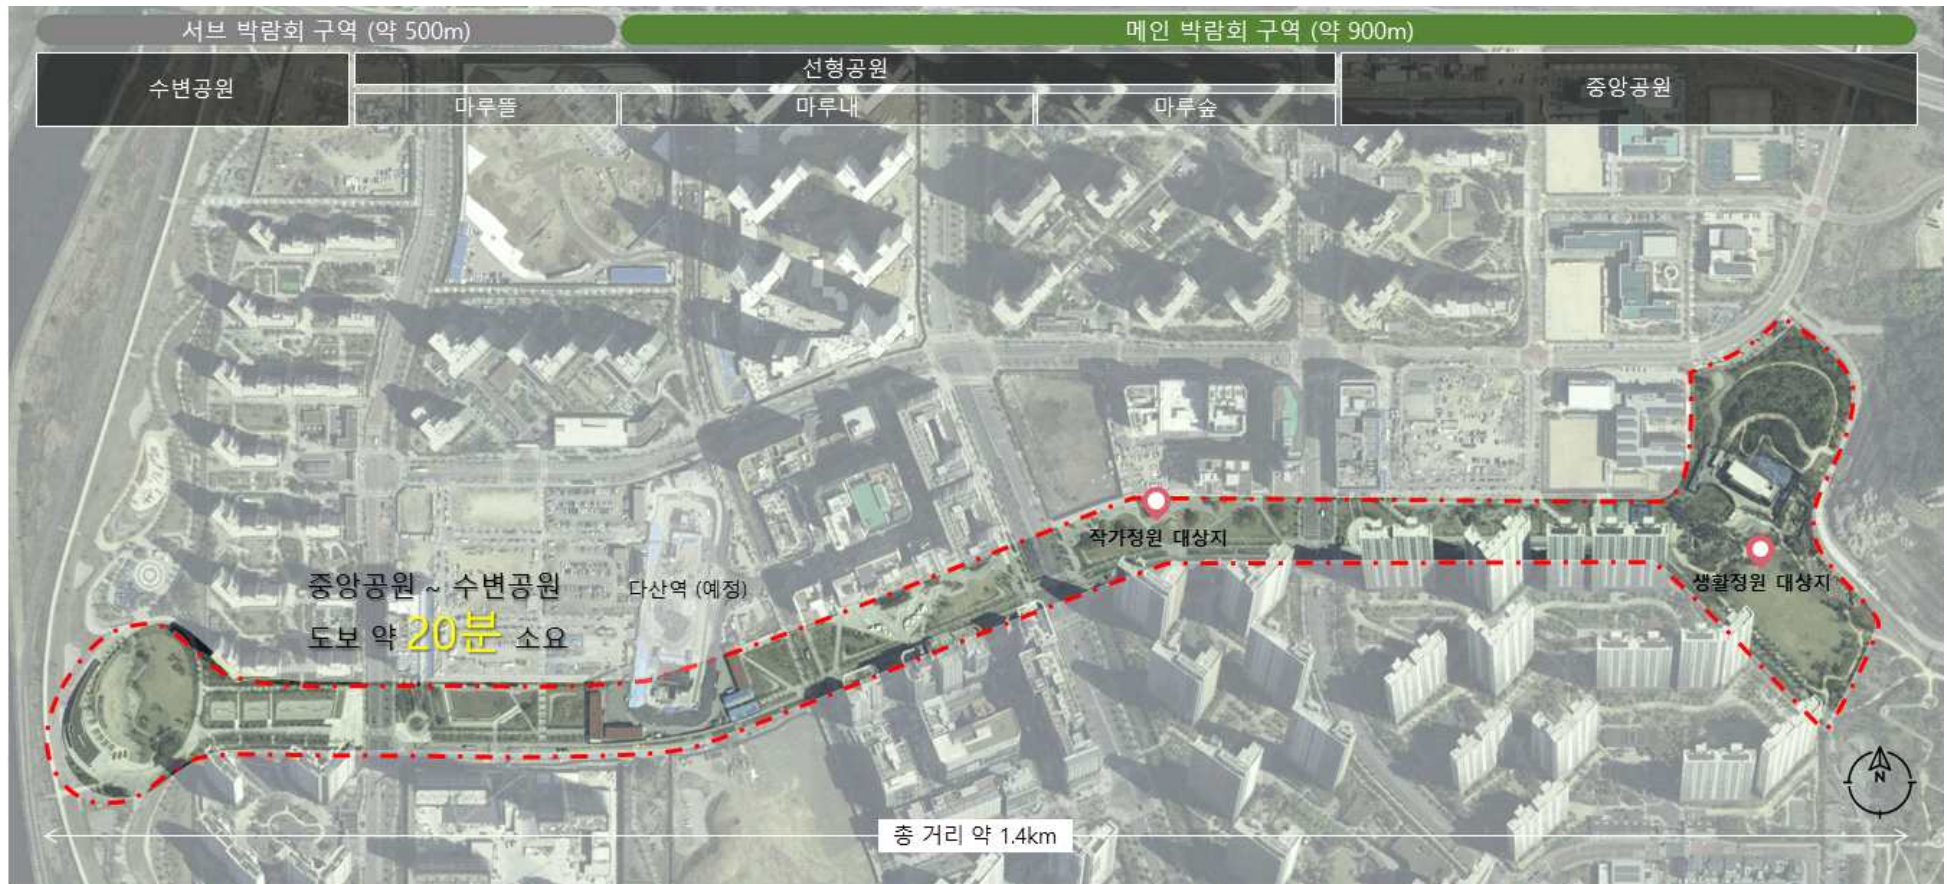 서브 박람회 구역 (약 500m)
메인 박람회 구역 (약 900m)
수변공원
선형공원
중앙공원
마루뜰
마루내
마루숲
작가정원 대상지
생활정원 대상지
중앙공원 ~ 수변공원
도보 약 20분 소요
다산역 (예정)
N
총 거리 약 1.4km